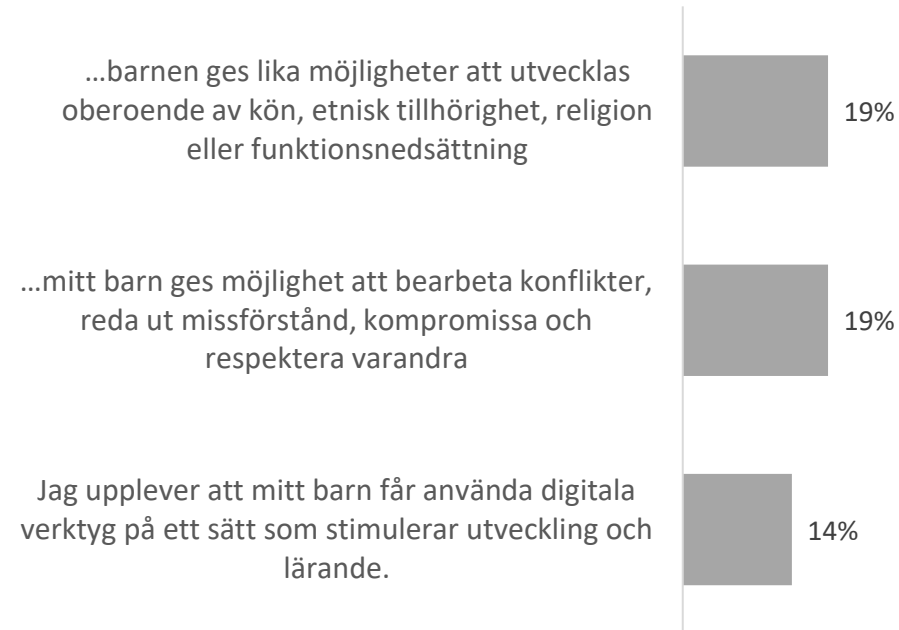 …barnen ges lika möjligheter att utvecklas
oberoende av kön, etnisk tillhörighet, religion
eller funktionsnedsättning
19%
…mitt barn ges möjlighet att bearbeta konflikter,
reda ut missförstånd, kompromissa och
respektera varandra
19%
Jag upplever att mitt barn får använda digitala
verktyg på ett sätt som stimulerar utveckling och
lärande.
14%